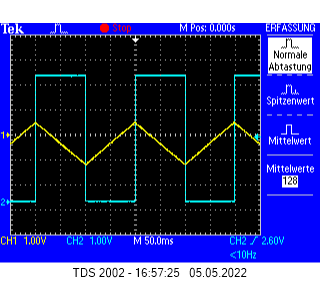 Tek Stop M Pos: 0.000s ERFASSUNG
Normale
Abtastung
Spitzenwert
Mittelwert
Mittelwerte
128
1
2
CH1 1.00V CH2 1.00V M 50.0ms CH2 / 2.60V
<10Hz
TDS 2002 - 16:57:25 05.05.2022